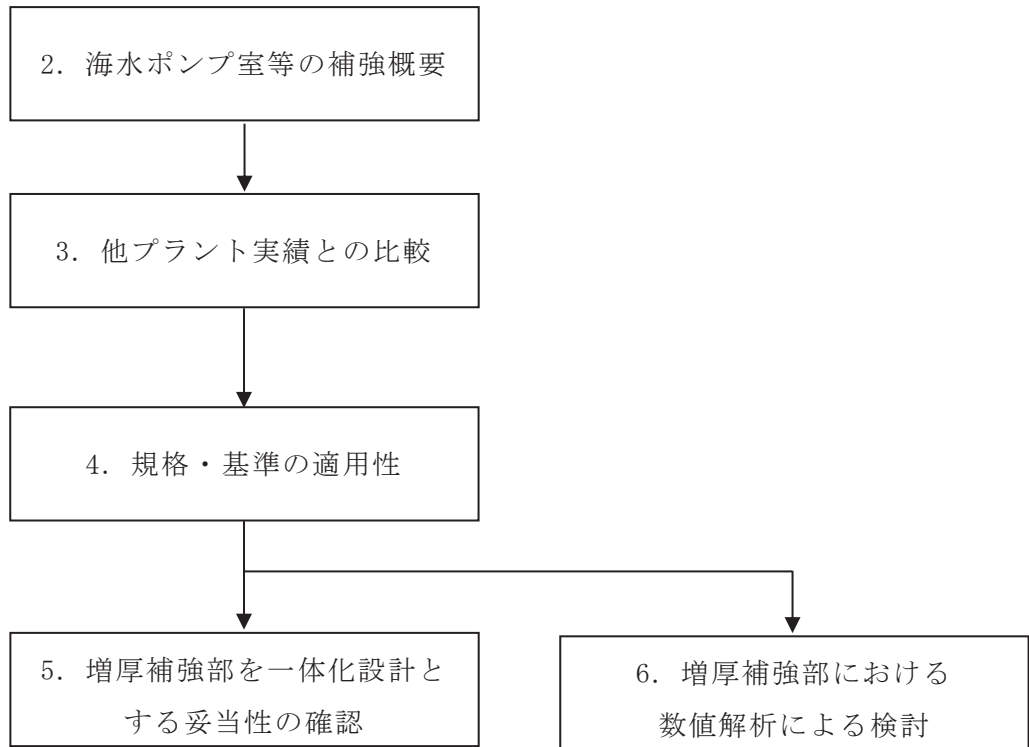 2. 海水ポンプ室等の補強概要
3. 他プラント実績との比較
4. 規格・基準の適用性
5. 増厚補強部を一体化設計と
する妥当性の確認
6. 増厚補強部における
数値解析による検討